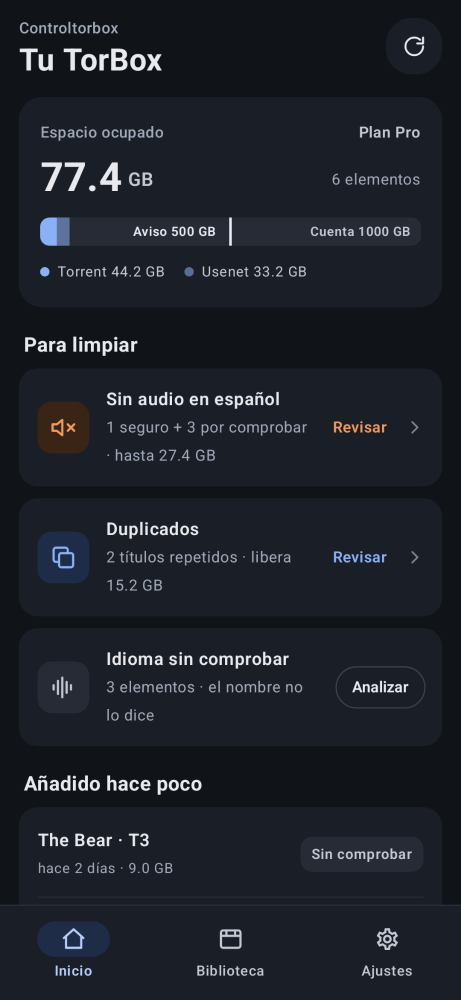 Controltorbox
Tu TorBox
Espacio ocupado
Plan Pro
77.4 GB
6 elementos
Aviso 500 GB
Cuenta 1000 GB
Torrent 44.2 GB
Usenet 33.2 GB
Para limpiar
Sin audio en español
1 seguro + 3 por comprobar
· hasta 27.4 GB
Revisar
Duplicados
2 títulos repetidos · libera
15.2 GB
Revisar
Idioma sin comprobar
3 elementos · el nombre no
lo dice
Analizar
Añadido hace poco
The Bear · T3
hace 2 días · 9.0 GB
Sin comprobar
Inicio
Biblioteca
Ajustes